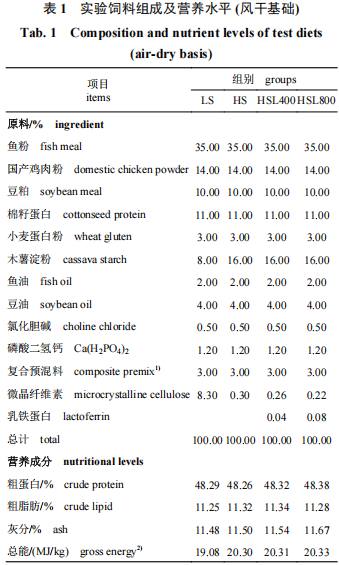 表 1 实验饲料组成及营养水平 (风干基础)
Tab. 1 Composition and nutrient levels of test diets
(air-dry basis)
项目 组别 groups
items LS HS HSL400 HSL800
原料/% ingredient
鱼粉 fish meal 35.00 35.00 35.00 35.00
国产鸡肉粉 domestic chicken powder 14.00 14.00 14.00 14.00
豆粕 soybean meal 10.00 10.00 10.00 10.00
棉籽蛋白 cottonseed protein 11.00 11.00 11.00 11.00
小麦蛋白粉 wheat gluten 3.00 3.00 3.00 3.00
木薯淀粉 cassava starch 8.00 16.00 16.00 16.00
鱼油 fish oil 2.00 2.00 2.00 2.00
豆油 soybean oil 4.00 4.00 4.00 4.00
氯化胆碱 choline chloride 0.50 0.50 0.50 0.50
磷酸二氢钙 Ca(H2PO4)2 1.20 1.20 1.20 1.20
复合预混料 composite premix1) 3.00 3.00 3.00 3.00
微晶纤维素 microcrystalline cellulose 8.30 0.30 0.26 0.22
乳铁蛋白 lactoferrin 0.04 0.08
总计 total 100.00 100.00 100.00 100.00
营养成分 nutritional levels
粗蛋白/% crude protein 48.29 48.26 48.32 48.38
粗脂肪/% crude lipid 11.25 11.32 11.34 11.28
灰分/% ash 11.48 11.50 11.54 11.67
总能/(MJ/kg) gross energy2) 19.08 20.30 20.31 20.33